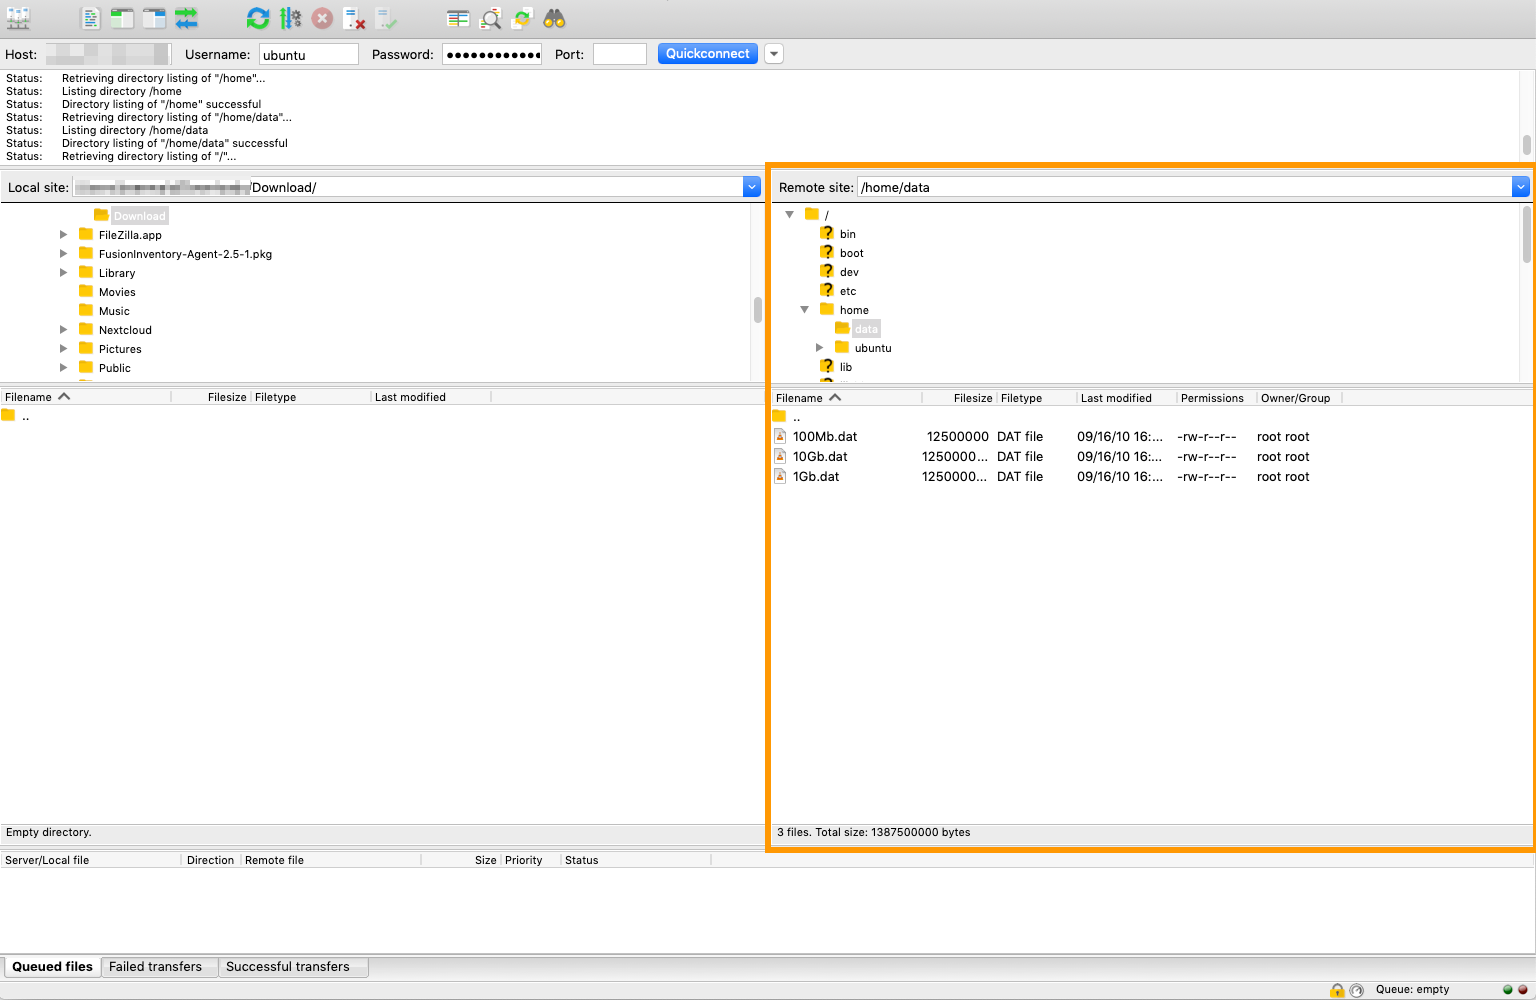 Host: Username: ubuntu Password: ●●●●●●●●●●●● Port: Quickconnect
Status: Retrieving directory listing of "/home"...
Status: Listing directory /home
Status: Directory listing of "/home" successful
Status: Retrieving directory listing of "/home/data"...
Status: Listing directory /home/data
Status: Directory listing of "/home/data" successful
Status: Retrieving directory listing of "/"...
Local site: /Download/
Download
FileZilla.app
FusionInventory-Agent-2.5-1.pkg
Library
Movies
Music
Nextcloud
Pictures
Public
Filename Filesize Filetype Last modified
..
Empty directory.
Remote site: /home/data
/
? bin
? boot
? dev
? etc
home
data
ubuntu
? lib
Filename Filesize Filetype Last modified Permissions Owner/Group
..
100Mb.dat 12500000 DAT file 09/16/10 16:... -rw-r--r-- root root
10Gb.dat 1250000... DAT file 09/16/10 16:... -rw-r--r-- root root
1Gb.dat 1250000... DAT file 09/16/10 16:... -rw-r--r-- root root
3 files. Total size: 1387500000 bytes
Server/Local file Direction Remote file Size Priority Status
Queued files Failed transfers Successful transfers
Queue: empty